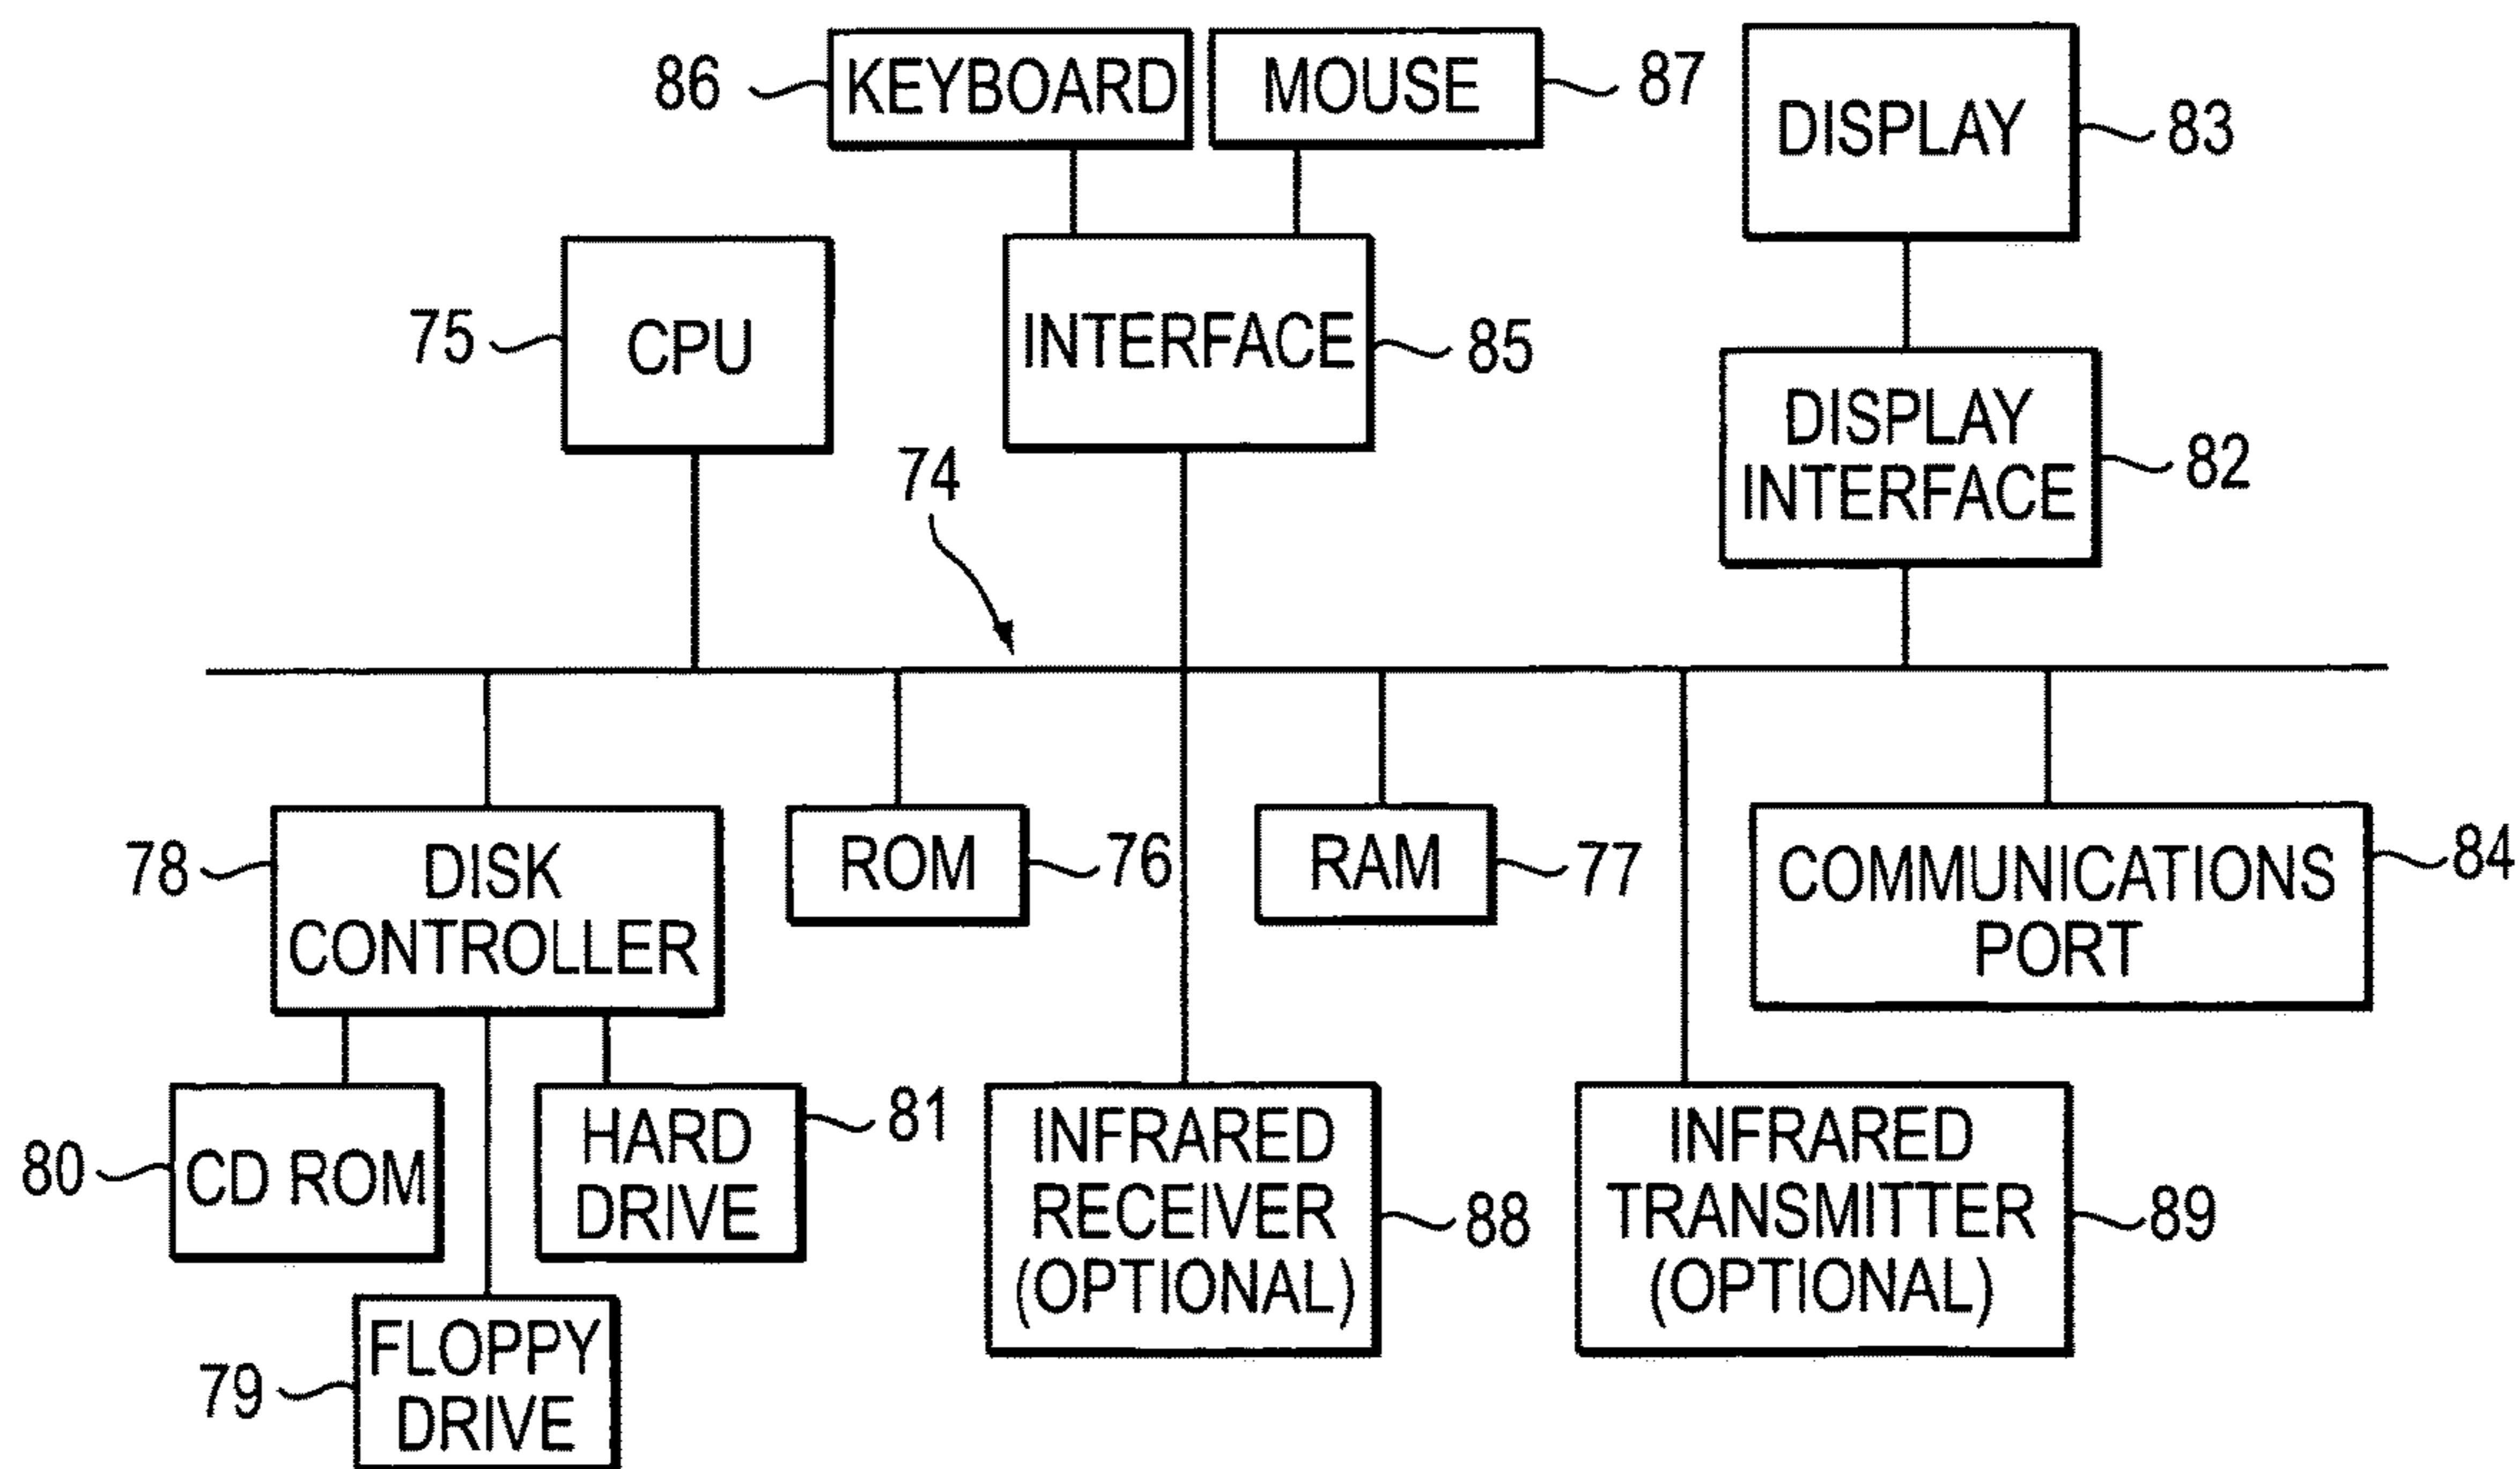 86
KEYBOARD
MOUSE
87
DISPLAY
83
75
CPU
INTERFACE
85
DISPLAY
INTERFACE
82
74
78
DISK
CONTROLLER
ROM
76
RAM
77
COMMUNICATIONS
PORT
84
80
CD ROM
HARD
DRIVE
81
INFRARED
RECEIVER
(OPTIONAL)
88
INFRARED
TRANSMITTER
(OPTIONAL)
89
79
FLOPPY
DRIVE